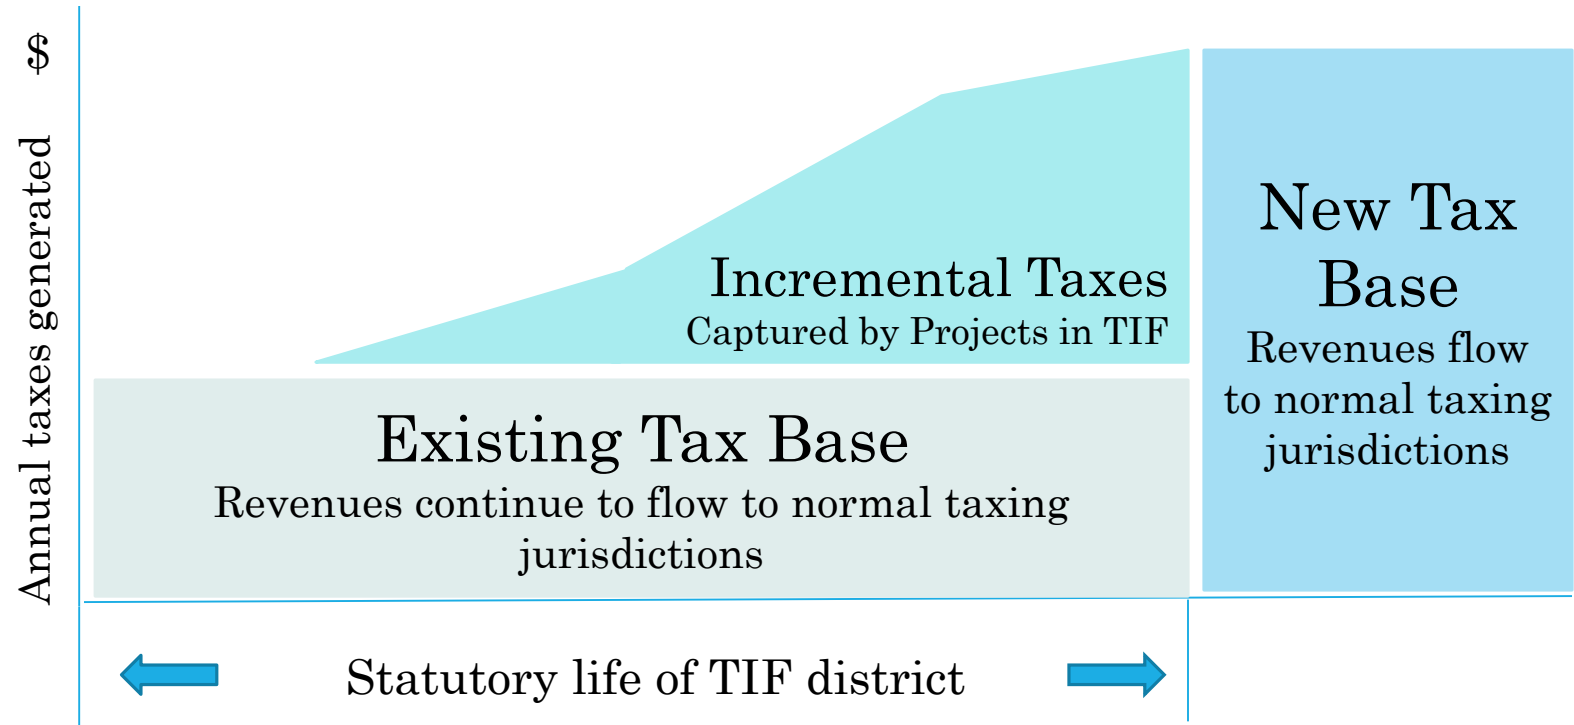 Annual taxes generated $
Incremental Taxes
Captured by Projects in TIF
Existing Tax Base
Revenues continue to flow to normal taxing
jurisdictions
New Tax
Base
Revenues flow
to normal taxing
jurisdictions
Statutory life of TIF district